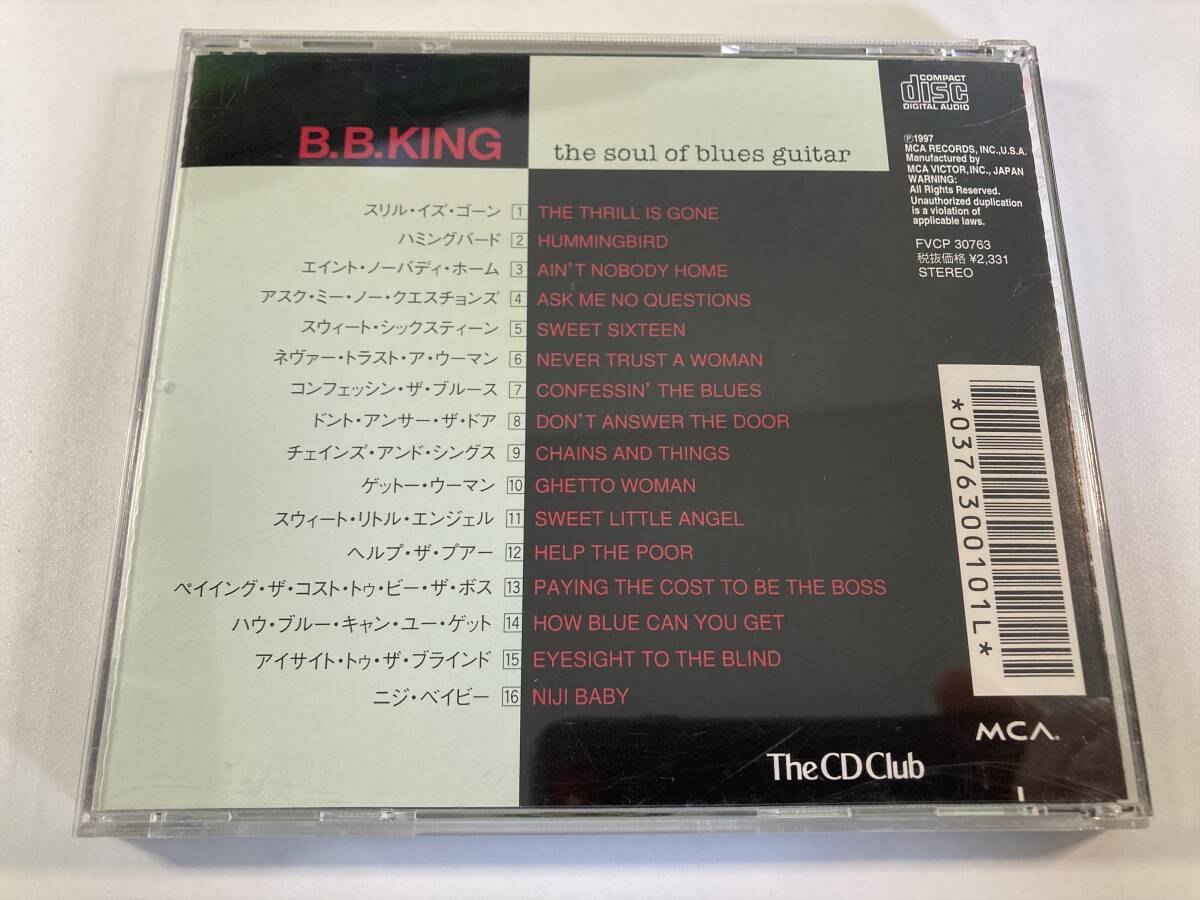 B.B.KING
the soul of blues guitar
COMPACT
disc
DIGITAL AUDIO
Ⓟ1997
MCA RECORDS, INC.,U.S.A.
Manufactured by
MCA VICTOR,INC., JAPAN
WARNING:
All Rights Reserved.
Unauthorized duplication
is a violation of
applicable laws.
FVCP 30763
税抜価格 ¥2,331
STEREO
スリル・イズ・ゴーン 1 THE THRILL IS GONE
ハミングバード 2 HUMMINGBIRD
エイント・ノーバディ・ホーム 3 AIN'T NOBODY HOME
アスク・ミー・ノー・クエスチョンズ 4 ASK ME NO QUESTIONS
スウィート・シックスティーン 5 SWEET SIXTEEN
ネヴァー・トラスト・ア・ウーマン 6 NEVER TRUST A WOMAN
コンフェッシン・ザ・ブルース 7 CONFESSIN' THE BLUES
ドント・アンサー・ザ・ドア 8 DON'T ANSWER THE DOOR
チェインズ・アンド・シングス 9 CHAINS AND THINGS
ゲットー・ウーマン 10 GHETTO WOMAN
スウィート・リトル・エンジェル 11 SWEET LITTLE ANGEL
ヘルプ・ザ・プアー 12 HELP THE POOR
ペイイング・ザ・コスト・トゥ・ビー・ザ・ボス 13 PAYING THE COST TO BE THE BOSS
ハウ・ブルー・キャン・ユー・ゲット 14 HOW BLUE CAN YOU GET
アイサイト・トゥ・ザ・ブラインド 15 EYESIGHT TO THE BLIND
ニジ・ベイビー 16 NIJI BABY
*0376300101L*
MCA.
The CD Club